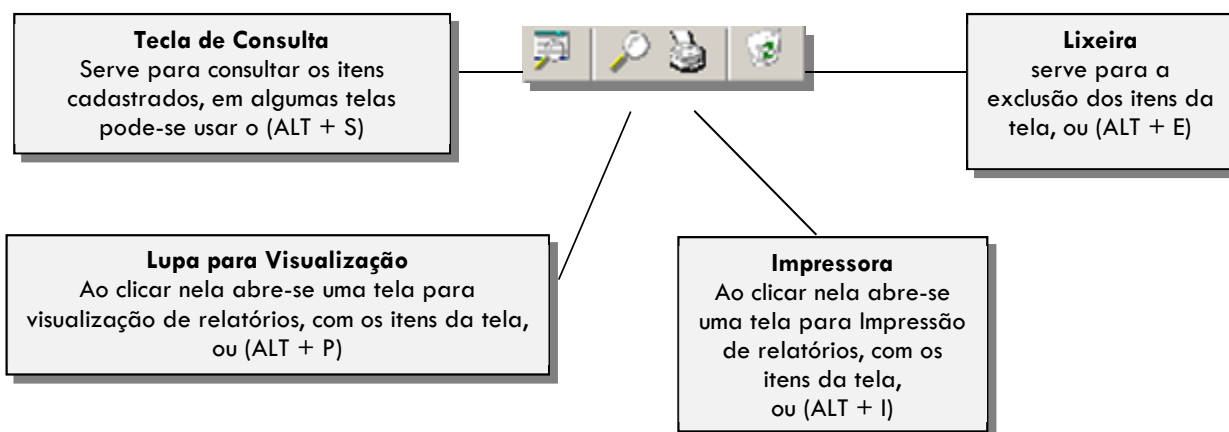 Tecla de Consulta
Serve para consultar os itens
cadastrados, em algumas telas
pode-se usar o (ALT + S)
Lixeira
serve para a
exclusão dos itens da
tela, ou (ALT + E)
Lupa para Visualização
Ao clicar nela abre-se uma tela para
visualização de relatórios, com os itens da tela,
ou (ALT + P)
Impressora
Ao clicar nela abre-se
uma tela para Impressão
de relatórios, com os
itens da tela,
ou (ALT + I)